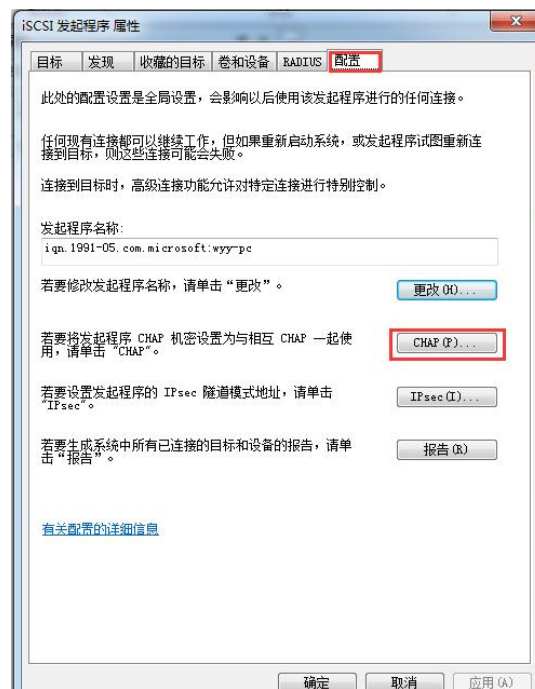 iSCSI 发起程序 属性
目标 发现 收藏的目标 卷和设备 RADIUS 配置
此处的配置设置是全局设置，会影响以后使用该发起程序进行的任何连接。
任何现有连接都可以继续工作，但如果重新启动系统，或发起程序试图重新连
接到目标，则这些连接可能会失败。
连接到目标时，高级连接功能允许对特定连接进行特别控制。
发起程序名称:
iqn.1991-05.com.microsoft:wyy-pc
若要修改发起程序名称，请单击“更改”。
更改(H)...
若要将发起程序 CHAP 机密设置为与相互 CHAP 一起使
用，请单击 "CHAP"。
CHAP(P)...
若要设置发起程序的 IPsec 隧道模式地址，请单击
"IPsec"。
IPsec(I)...
若要生成系统中所有已连接的目标和设备的报告，请单
击“报告”。
报告(R)
有关配置的详细信息
确定 取消 应用(A)